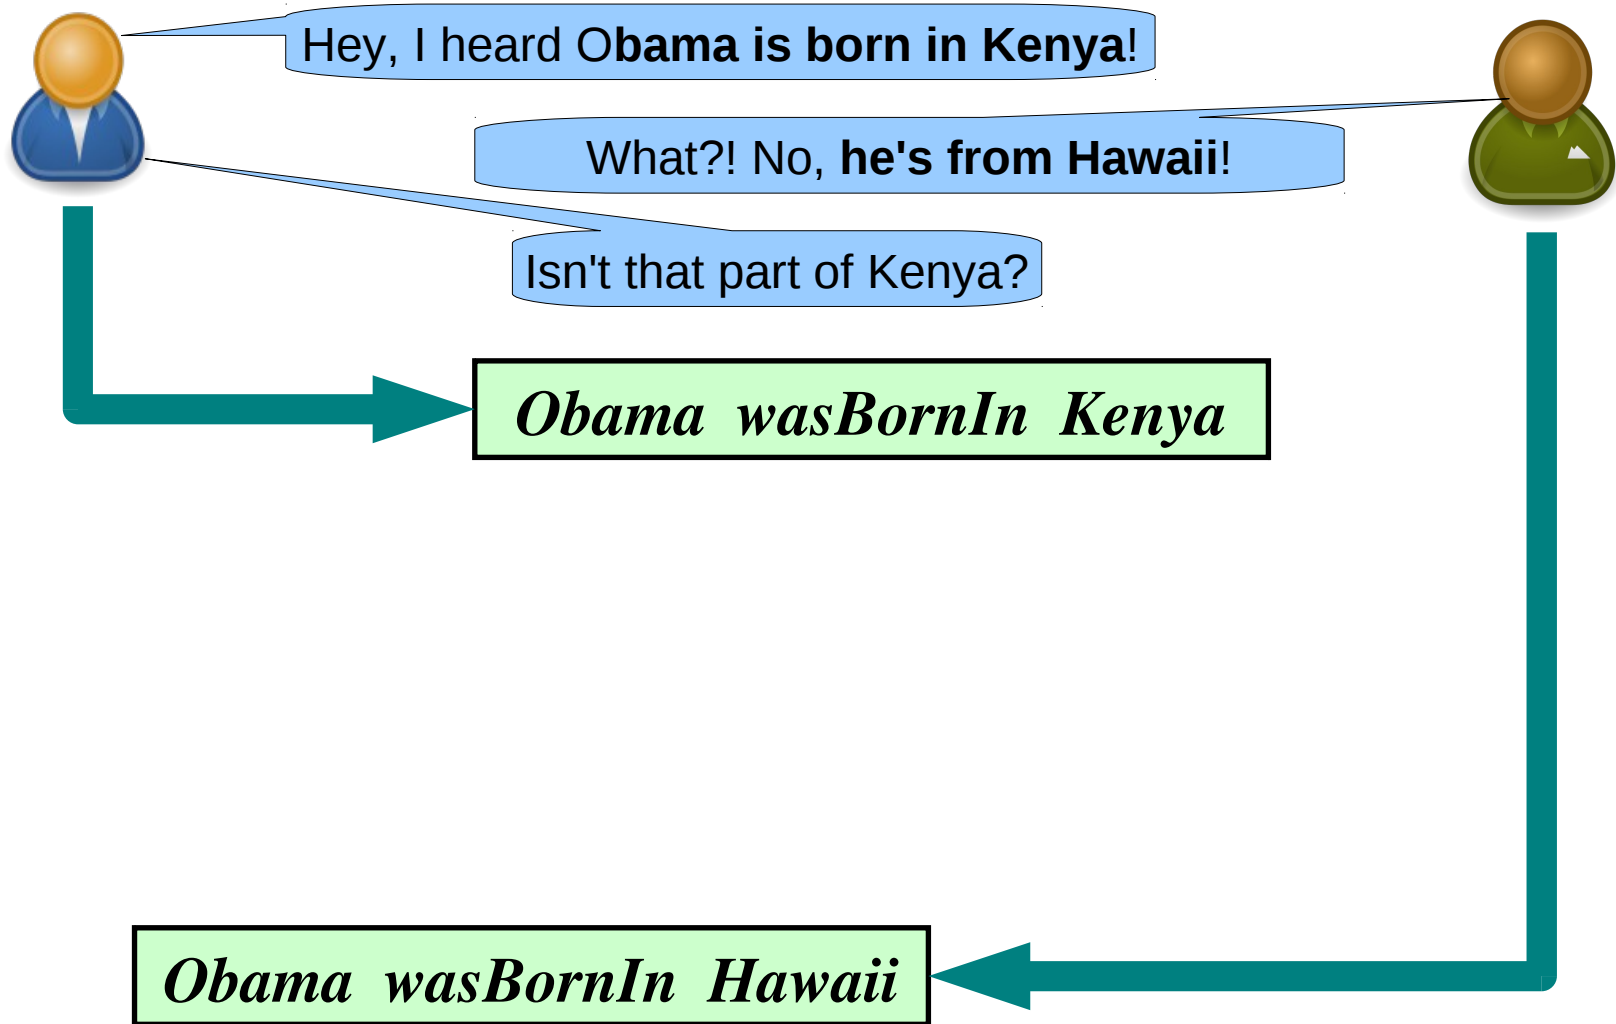 Hey, I heard Obama is born in Kenya!
What?! No, he's from Hawaii!
Isn't that part of Kenya?
Obama wasBornIn Kenya
Obama wasBornIn Hawaii